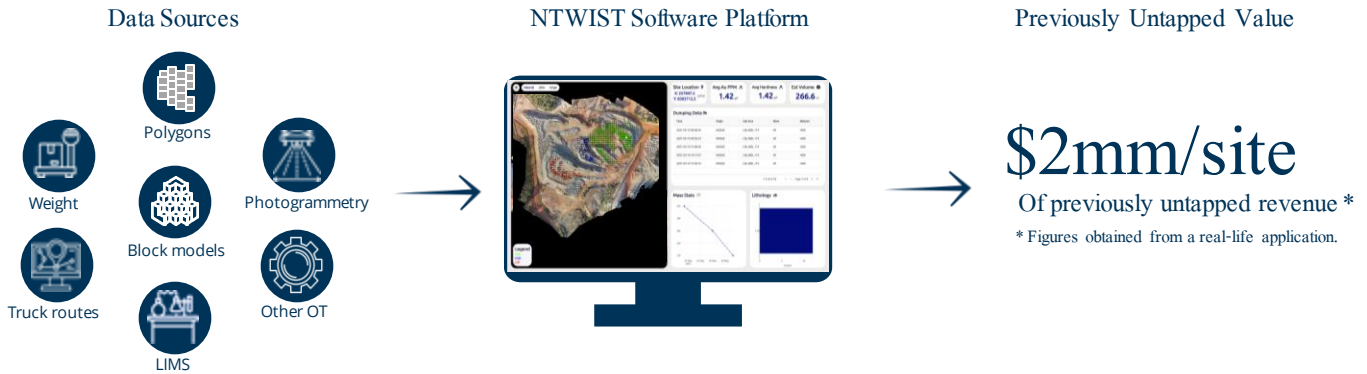 Data Sources
NTWIST Software Platform
Previously Untapped Value
Polygons
Weight
Photogrammetry
Block models
Truck routes
Other OT
LIMS
Site Location
Avg Au PPM
1.42
Avg Hardness
1.42
Est Volume
266.6
Dumping Data
Mass Stats
Lithology
Legend
$2mm/site
Of previously untapped revenue *
* Figures obtained from a real-life application.